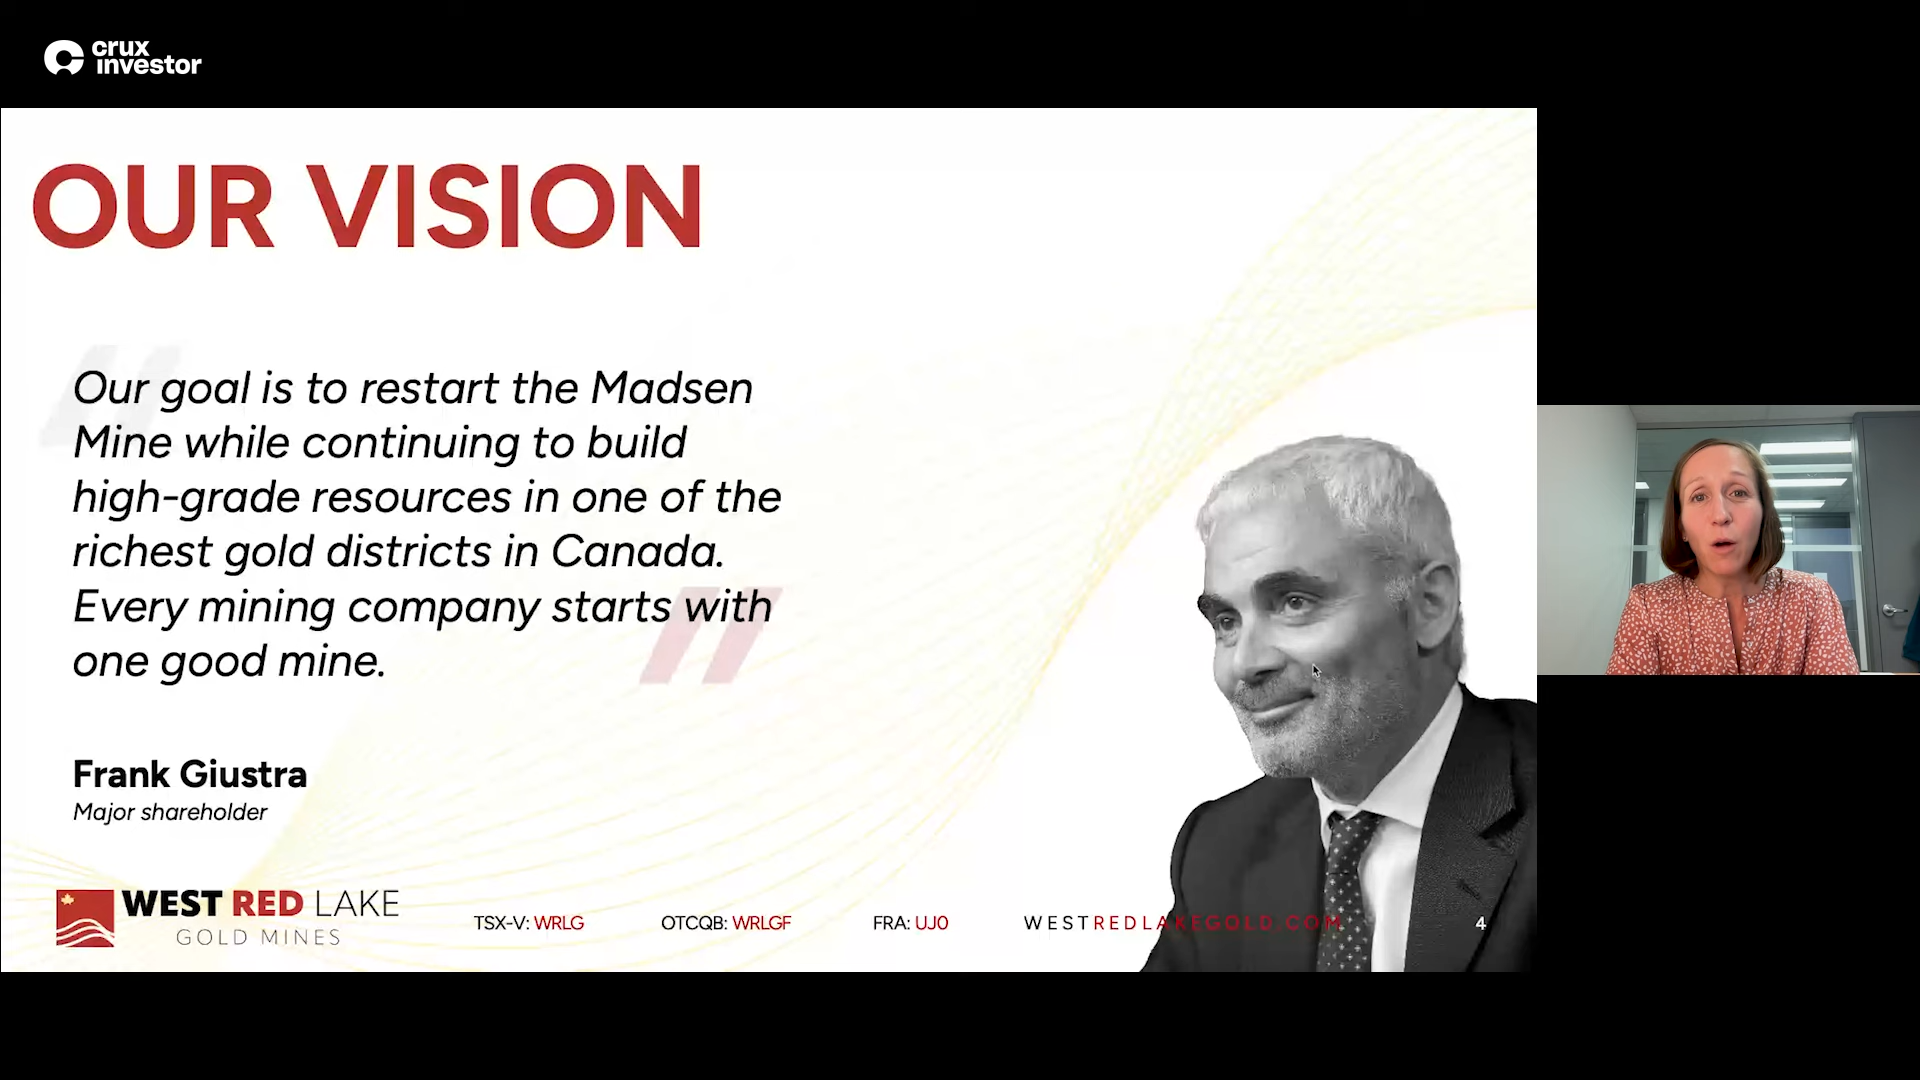 crux
investor
OUR VISION
Our goal is to restart the Madsen
Mine while continuing to build
high-grade resources in one of the
richest gold districts in Canada.
Every mining company starts with
one good mine.
Frank Giustra
Major shareholder
WEST RED LAKE
GOLD MINES
TSX-V: WRLG
OTCQB: WRLGF
FRA: UJ0
WESTREDLAKEGOLD.COM
4